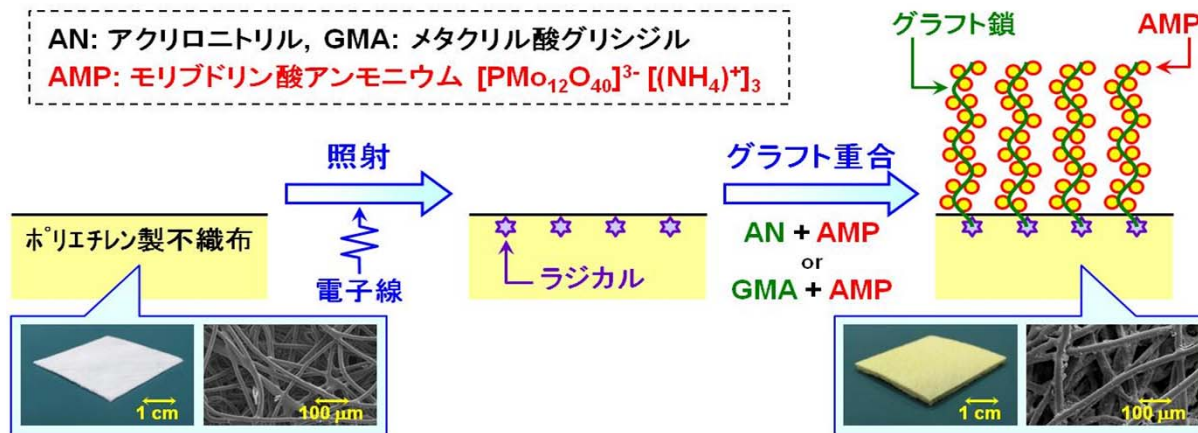 AN: アクリロニトリル, GMA: メタクリル酸グリシジル
AMP: モリブドリン酸アンモニウム [PMo12O40]3- [(NH4)+]3
グラフト鎖
AMP
照射
グラフト重合
ポリエチレン製不織布
電子線
ラジカル
AN + AMP
or
GMA + AMP
1 cm
100 μm
1 cm
100 μm